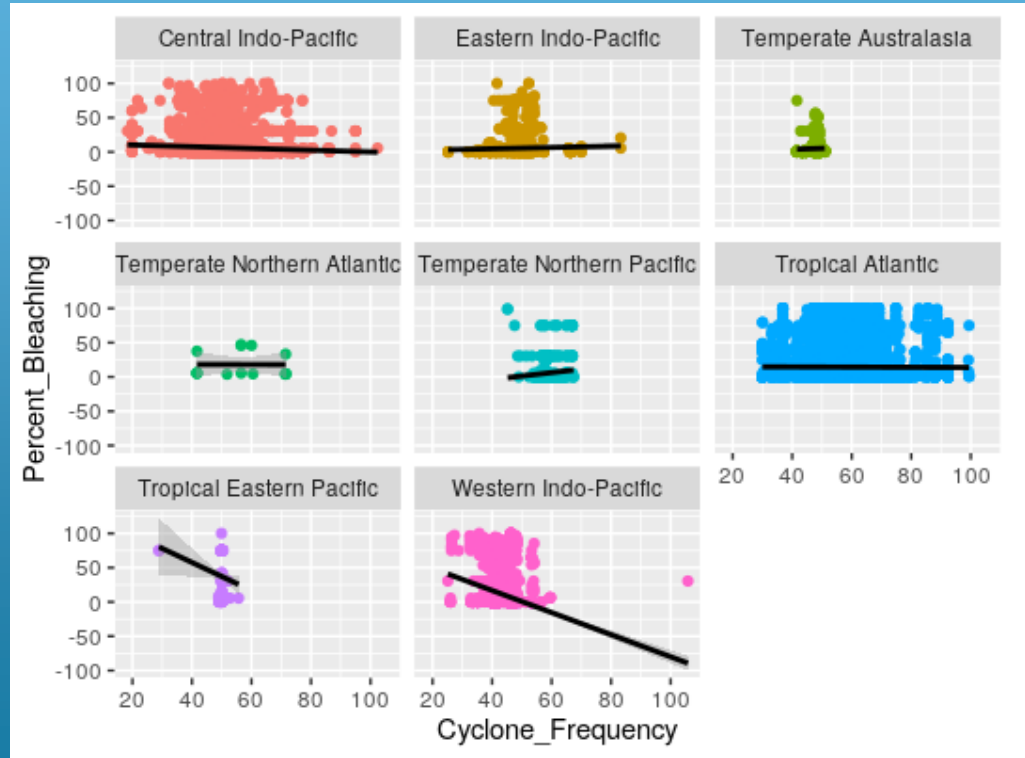 Central Indo-Pacific
Eastern Indo-Pacific
Temperate Australasia
100
50
0
-50
-100
Temperate Northern Atlantic
Temperate Northern Pacific
Tropical Atlantic
100
50
0
-50
-100
20 40 60 80 100
Tropical Eastern Pacific
Western Indo-Pacific
100
50
0
-50
-100
20 40 60 80 100
20 40 60 80 100
Percent_Bleaching
Cyclone_Frequency